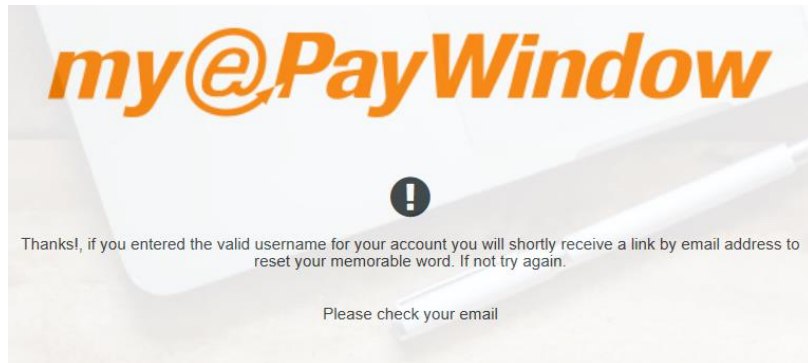 my@PayWindow
Thanks!, if you entered the valid username for your account you will shortly receive a link by email address to
reset your memorable word. If not try again.
Please check your email